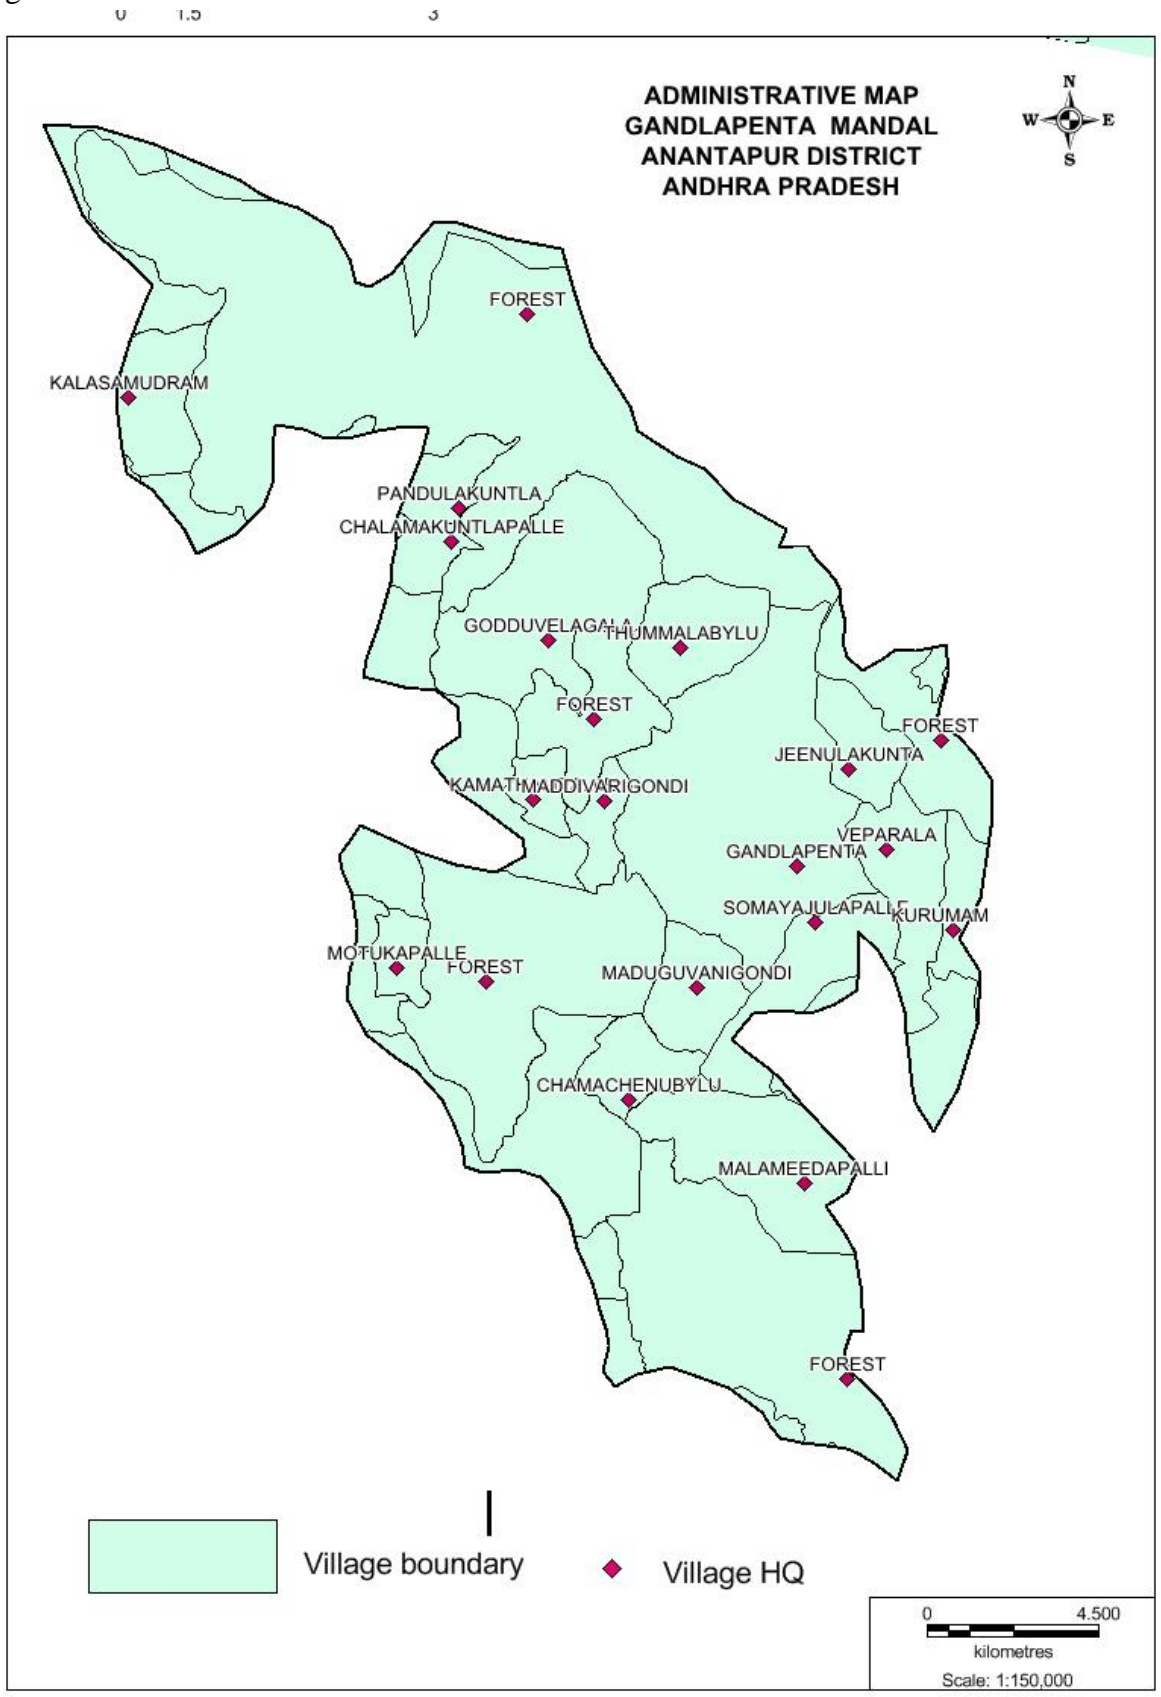 0 1.5 3
ADMINISTRATIVE MAP
GANDLAPENTA MANDAL
ANANTAPUR DISTRICT
ANDHRA PRADESH
N
W E
S
FOREST
KALASAMUDRAM
PANDULAKUNTLA
CHALAMAKUNTLAPALLE
GODDUVELAGALA
THUMMALABYLU
FOREST
FOREST
JEENULAKUNTA
MADDIVARIGONDI
VEPARALA
GANDLAPENTA
SOMAYAJULAPALLE
KURUMAM
MOTUKAPALLE
FOREST
MADUGUVANIGONDI
CHAMACHENUBYLU
MALAMEEDAPALLI
FOREST
Village boundary
Village HQ
0 4.500
kilometres
Scale: 1:150,000